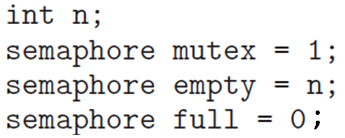 int n;
semaphore mutex = 1;
semaphore empty = n;
semaphore full = 0;